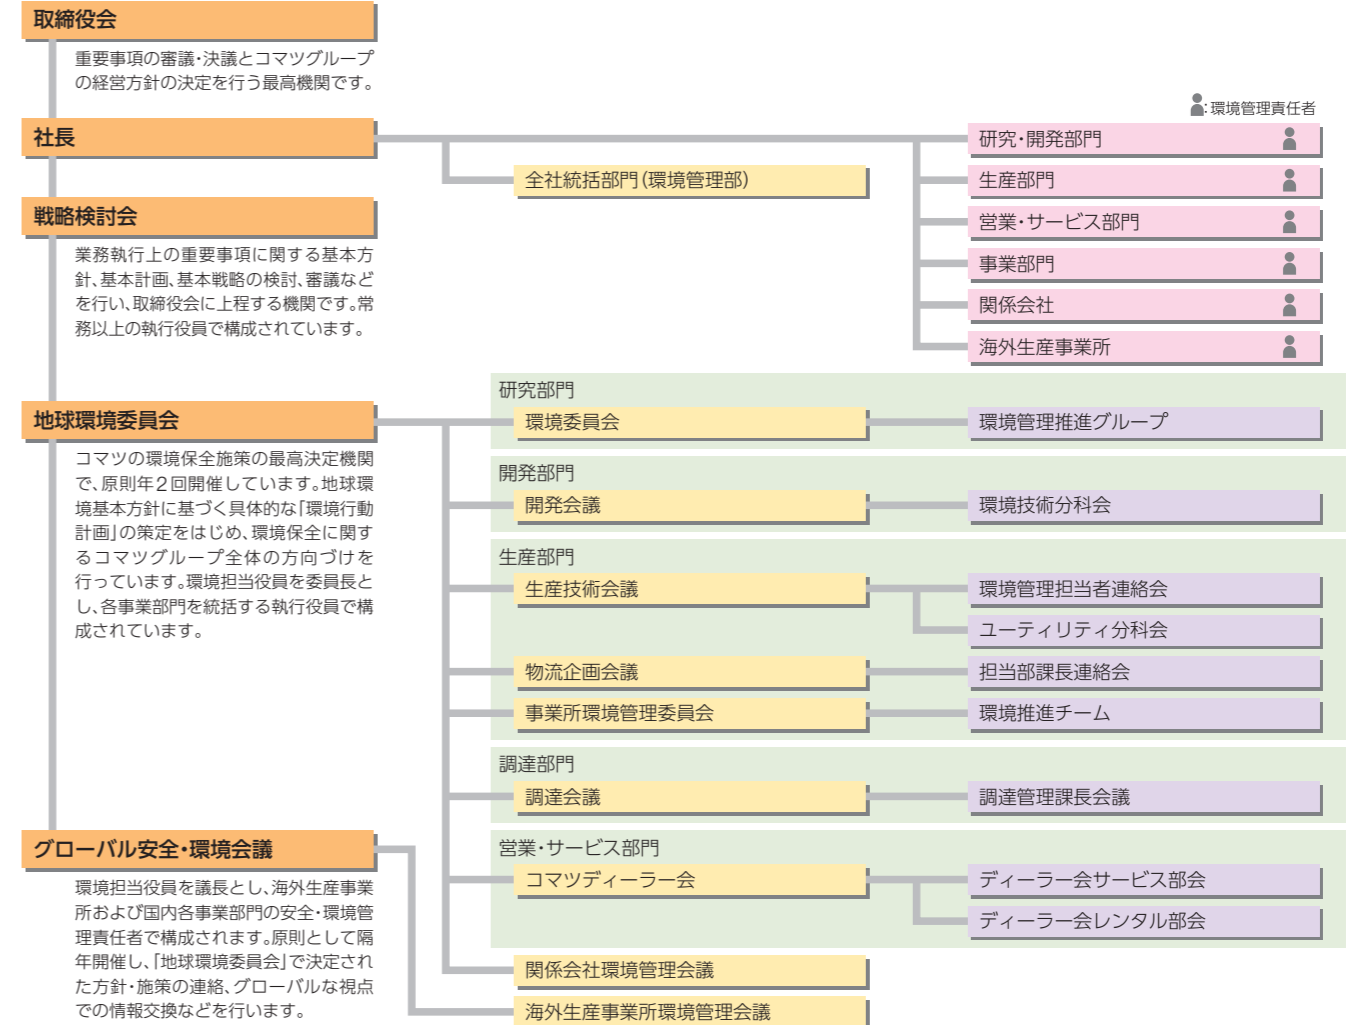 取締役会
重要事項の審議・決議とコマツグループ
の経営方針の決定を行う最高機関です。
:環境管理責任者
社長
全社統括部門(環境管理部)
研究・開発部門
生産部門
営業・サービス部門
事業部門
関係会社
海外生産事業所
戦略検討会
業務執行上の重要事項に関する基本方
針、基本計画、基本戦略の検討、審議など
を行い、取締役会に上程する機関です。常
務以上の執行役員で構成されています。
地球環境委員会
コマツの環境保全施策の最高決定機関
で、原則年2回開催しています。地球環
境基本方針に基づく具体的な「環境行動
計画」の策定をはじめ、環境保全に関す
るコマツグループ全体の方向づけを
行っています。環境担当役員を委員長と
し、各事業部門を統括する執行役員で構
成されています。
研究部門
環境委員会
環境管理推進グループ
開発部門
開発会議
環境技術分科会
生産部門
生産技術会議
環境管理担当者連絡会
ユーティリティ分科会
物流企画会議
担当部課長連絡会
事業所環境管理委員会
環境推進チーム
調達部門
調達会議
調達管理課長会議
営業・サービス部門
コマツディーラー会
ディーラー会サービス部会
ディーラー会レンタル部会
関係会社環境管理会議
海外生産事業所環境管理会議
グローバル安全・環境会議
環境担当役員を議長とし、海外生産事業
所および国内各事業部門の安全・環境管
理責任者で構成されます。原則として隔
年開催し、「地球環境委員会」で決定され
た方針・施策の連絡、グローバルな視点
での情報交換などを行います。